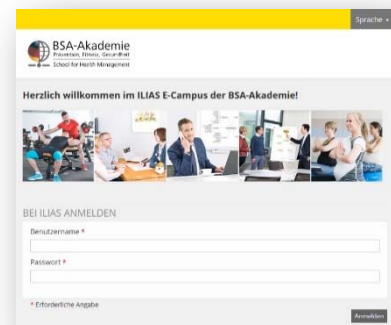 Sprache
BSA-Akademie
Prävention, Fitness, Gesundheit
School for Health Management
Herzlich willkommen im ILIAS E-Campus der BSA-Akademie!
BEI ILIAS ANMELDEN
Benutzername *
Passwort *
* Erforderliche Angabe
Anmelden